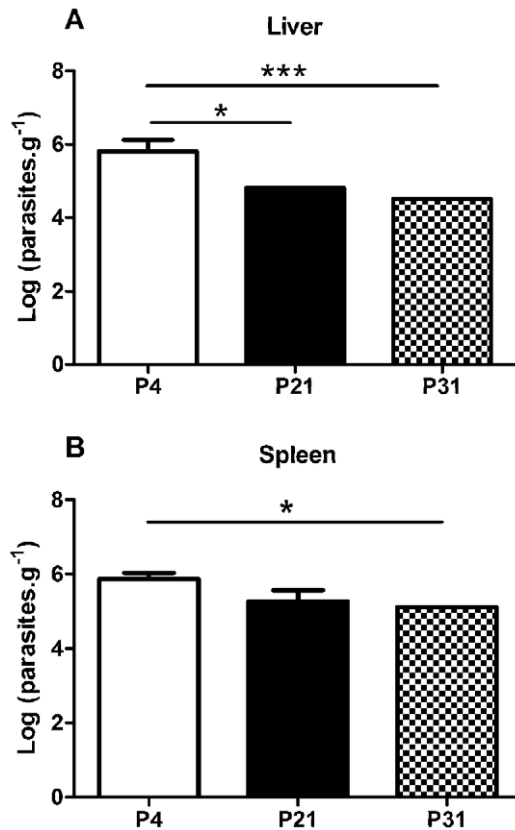 A
Liver
***
*
Log (parasites.g⁻¹)
8
6
4
2
0
P4 P21 P31
B
Spleen
*
Log (parasites.g⁻¹)
8
6
4
2
0
P4 P21 P31